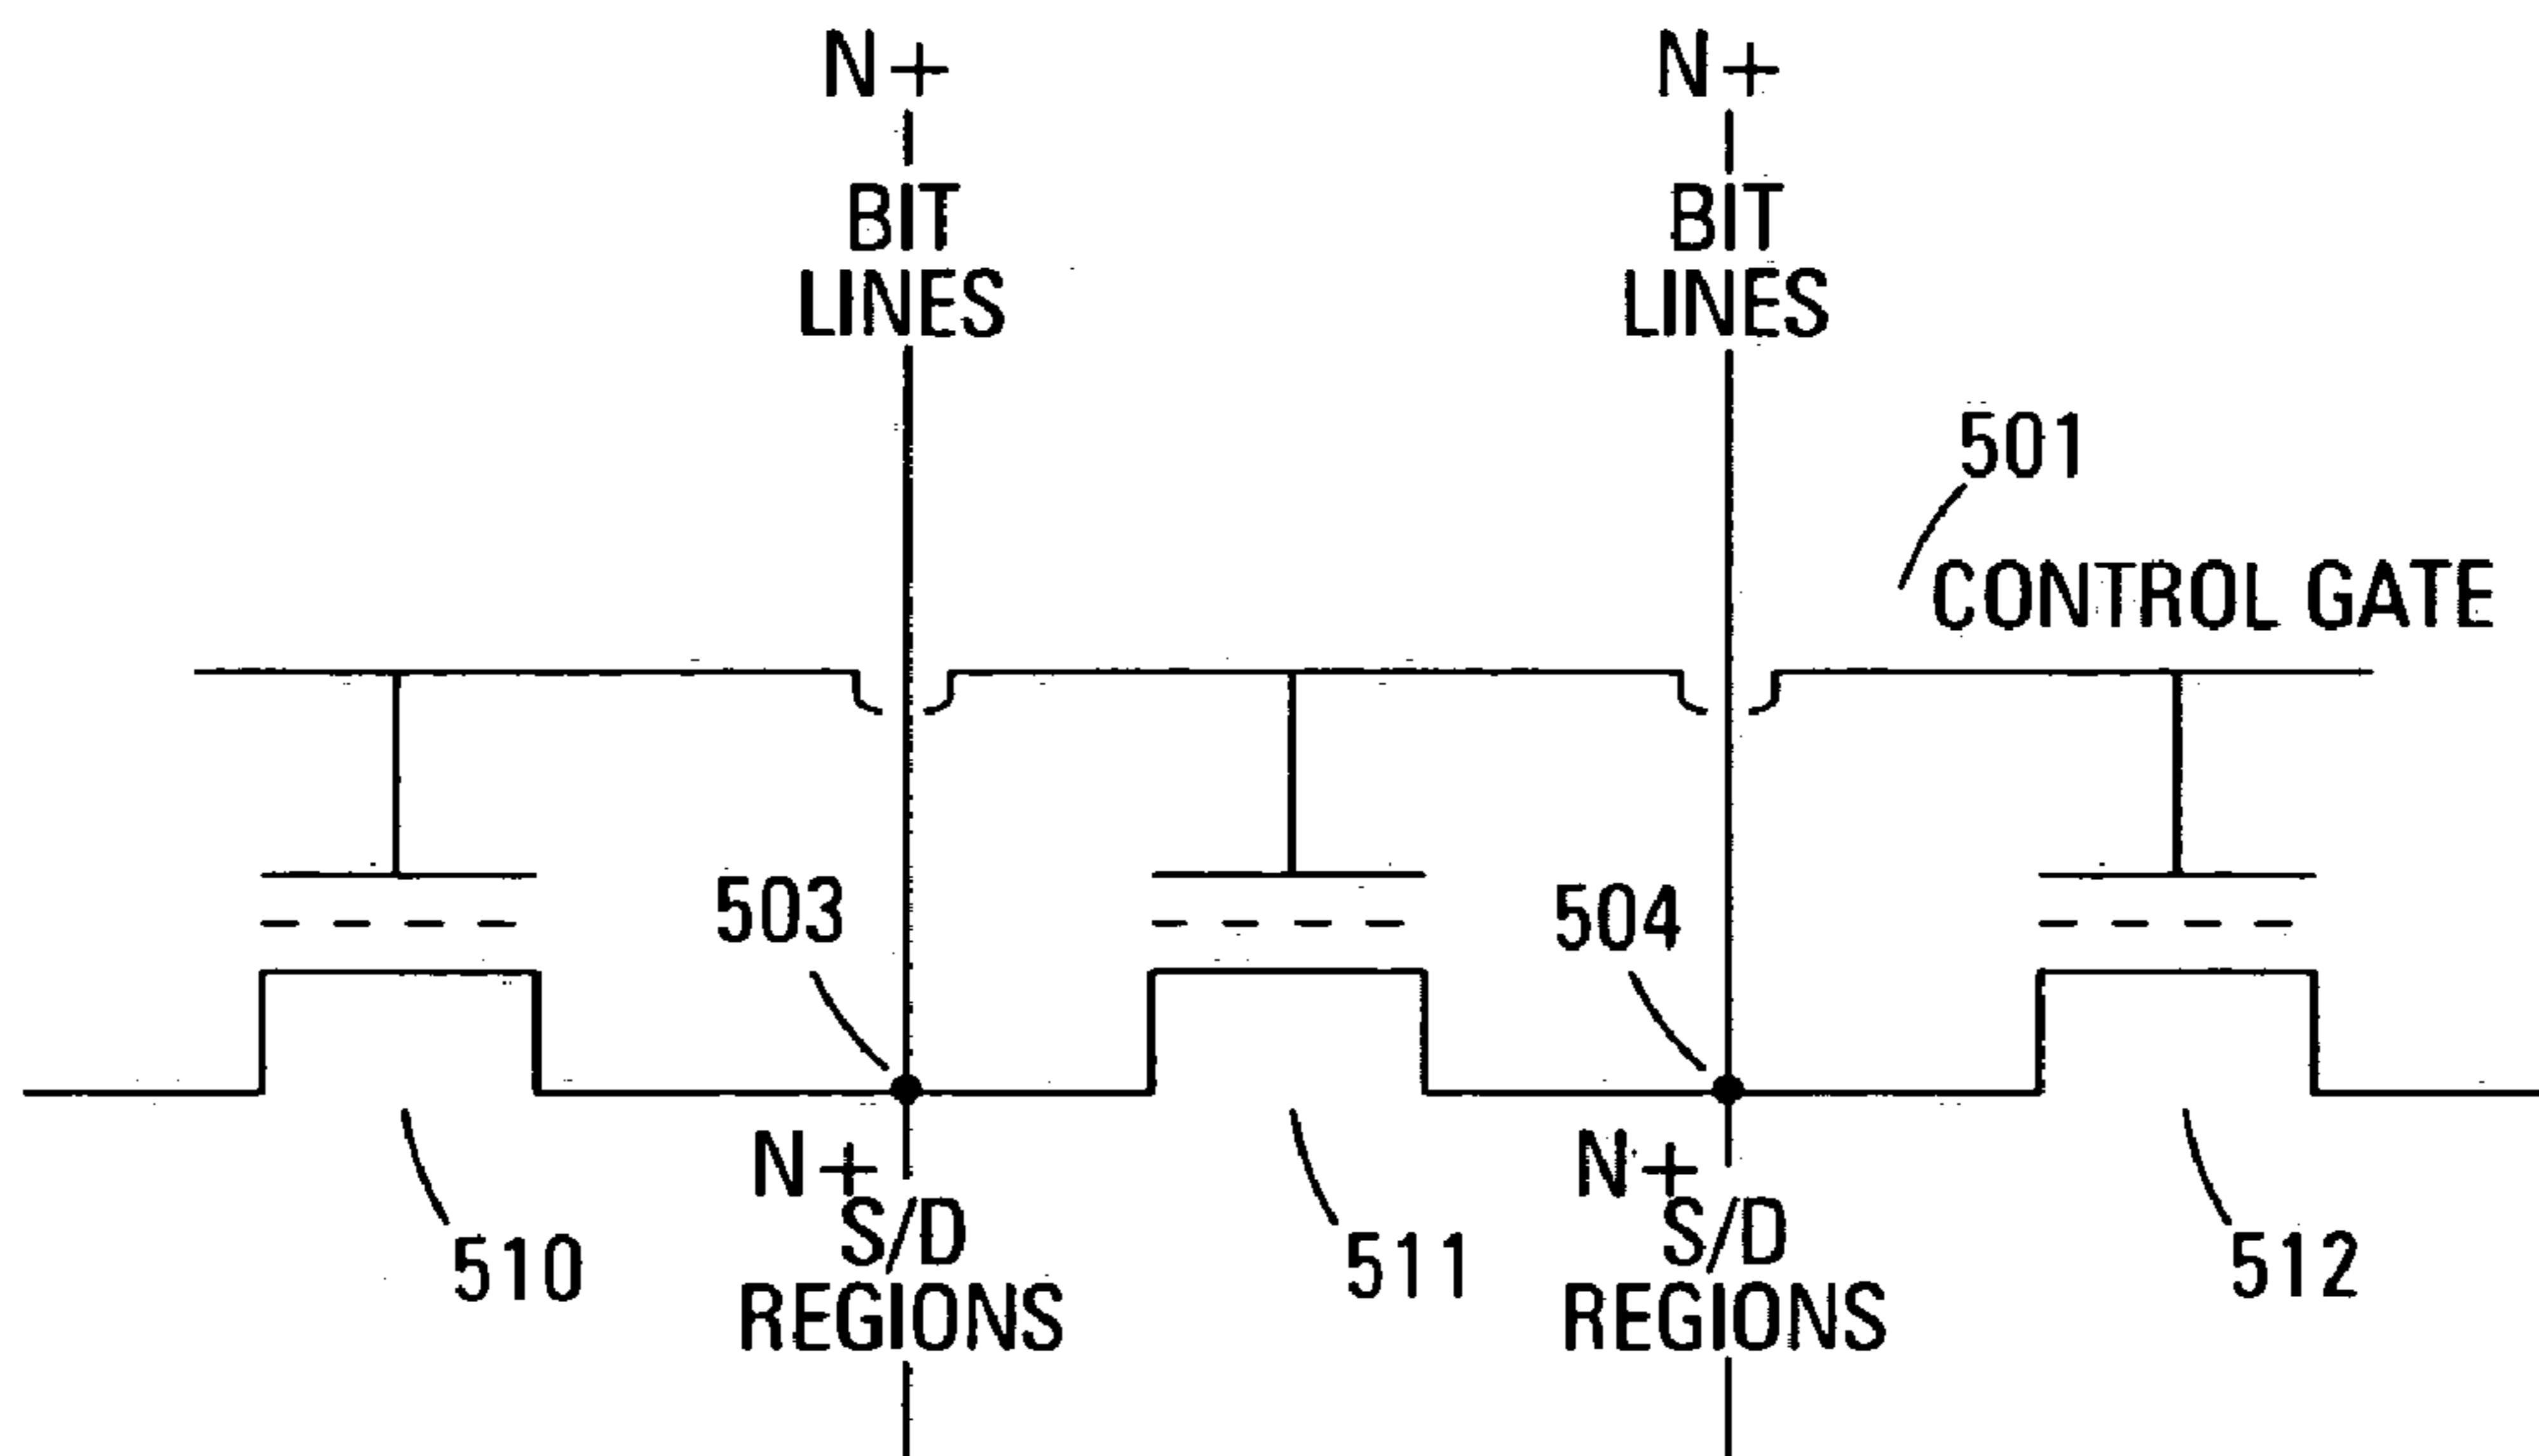 N+
BIT
LINES
N+
BIT
LINES
501
CONTROL GATE
503
504
N+
S/D
REGIONS
N+
S/D
REGIONS
510
511
512